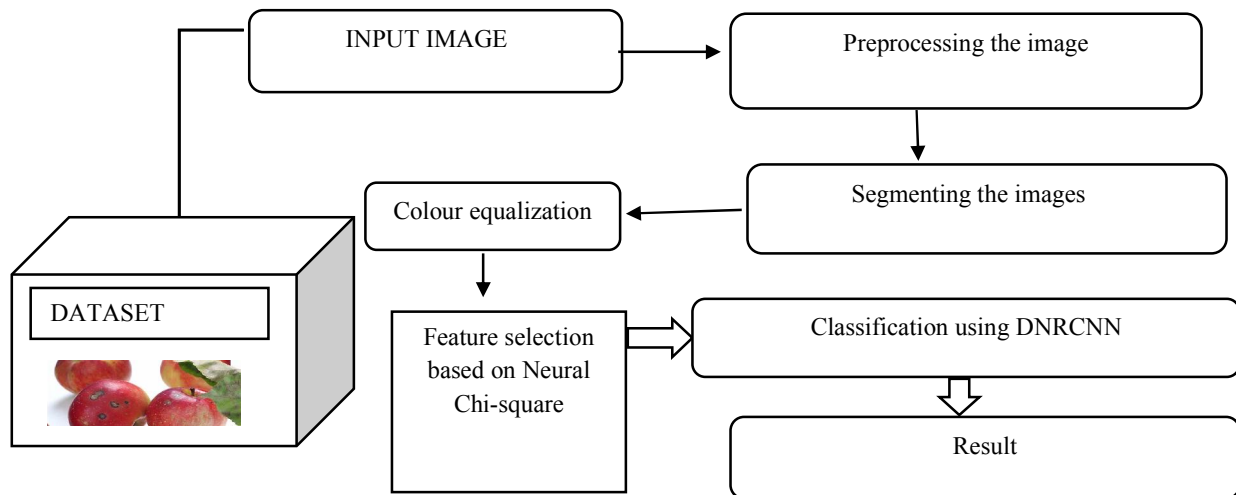 INPUT IMAGE
Preprocessing the image
Segmenting the images
Colour equalization
DATASET
Feature selection
based on Neural
Chi-square
Classification using DNRCNN
Result